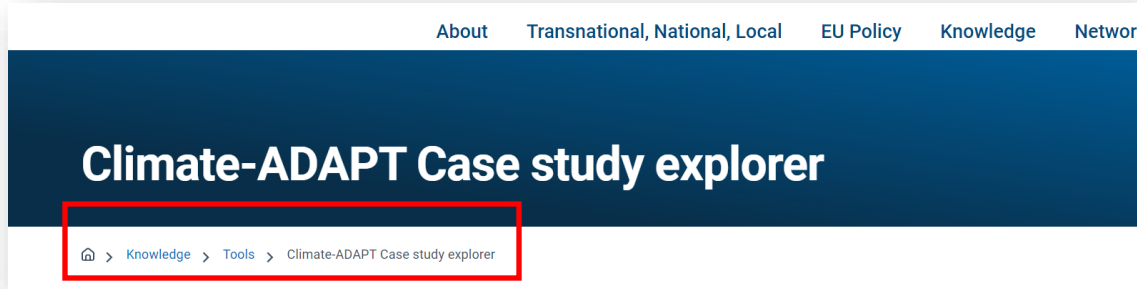 About Transnational, National, Local EU Policy Knowledge Networ
Climate-ADAPT Case study explorer
Knowledge > Tools > Climate-ADAPT Case study explorer